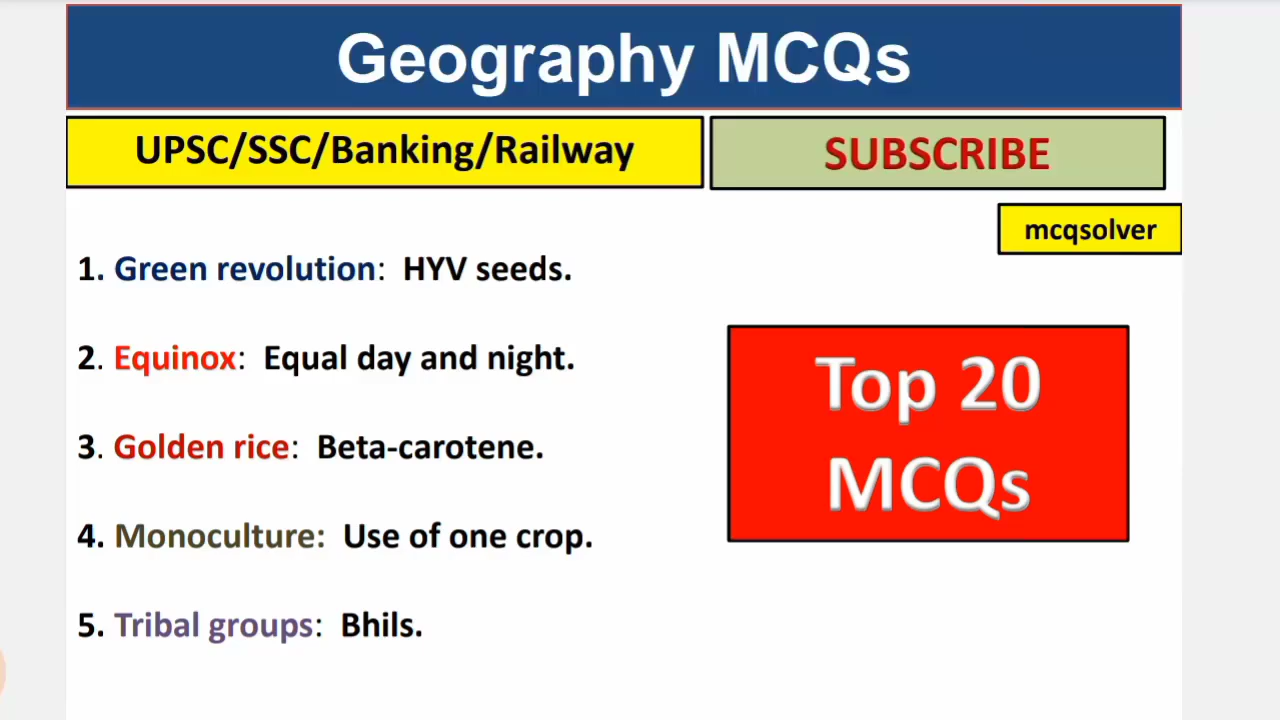 Geography MCQs
UPSC/SSC/Banking/Railway
SUBSCRIBE
mcqsolver
1. Green revolution: HYV seeds.
2. Equinox: Equal day and night.
3. Golden rice: Beta-carotene.
4. Monoculture: Use of one crop.
5. Tribal groups: Bhils.
Top 20
MCQs